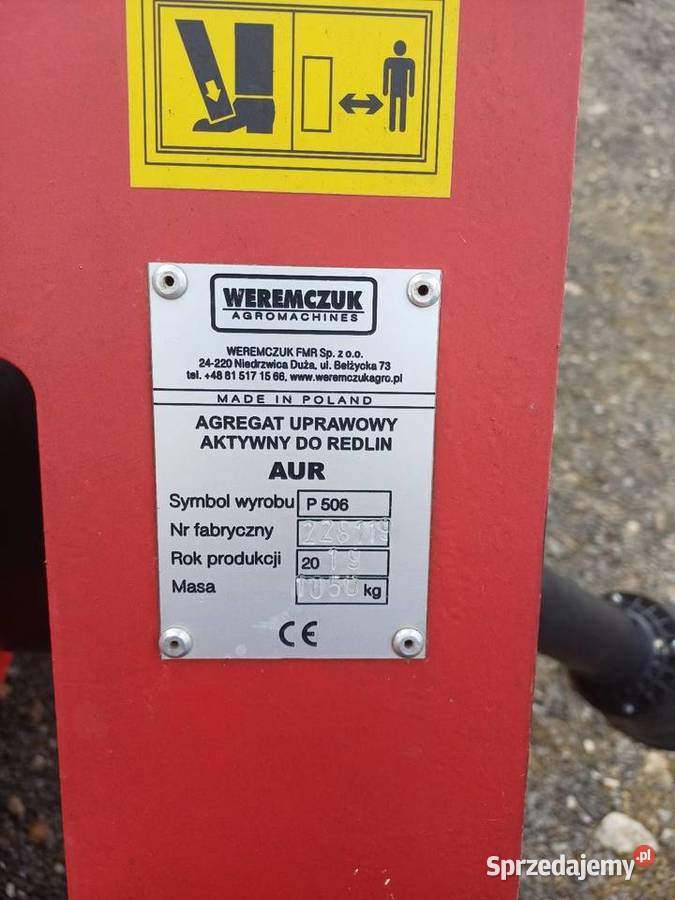 WEREMCZUK
AGROMACHINES
WEREMCZUK FMR Sp. z o.o.
24-220 Niedrzwica Duża, ul. Bełżycka 73
tel. +48 81 517 15 66, www.weremczukagro.pl
MADE IN POLAND
AGREGAT UPRAWOWY
AKTYWNY DO REDLIN
AUR
Symbol wyrobu P 506
Nr fabryczny
Rok produkcji 2019
Masa 1050 kg
CE
Sprzedajemy.pl